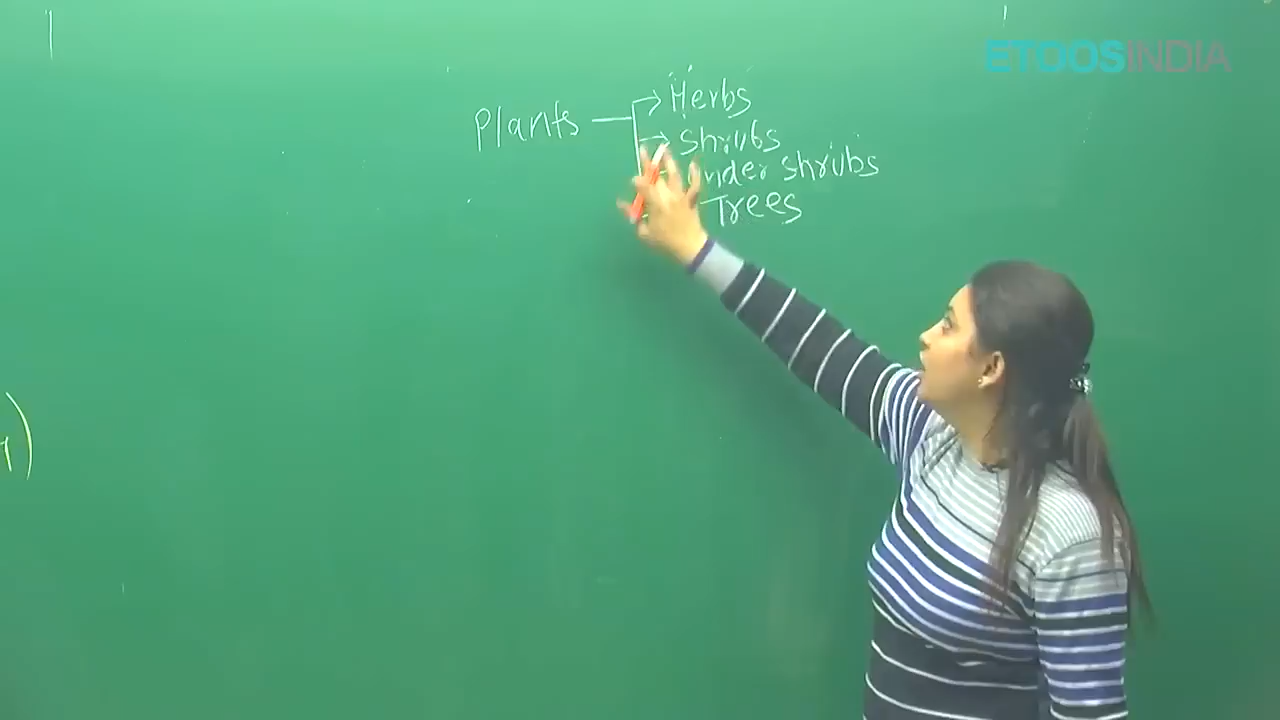 ETOOSINDIA
Plants
Herbs
Shrubs
under shrubs
Trees